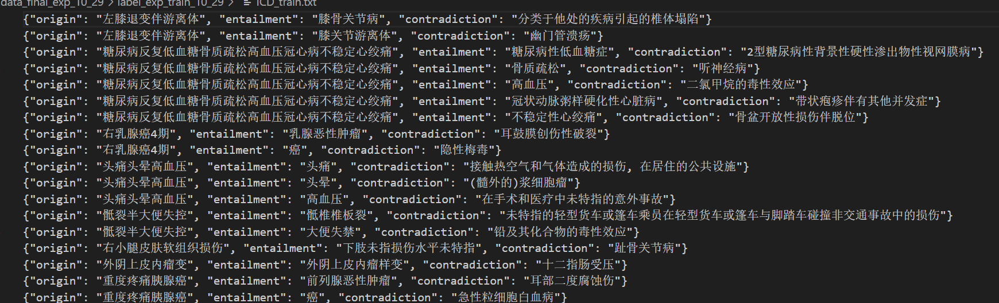 data_final_exp_10_29 > label_exp_train_10_29 > ICD_train.txt
{"origin": "左膝退变伴游离体", "entailment": "膝骨关节病", "contradiction": "分类于他处的疾病引起的椎体塌陷"}
{"origin": "左膝退变伴游离体", "entailment": "膝关节游离体", "contradiction": "幽门管溃疡"}
{"origin": "糖尿病反复低血糖骨质疏松高血压冠心病不稳定心绞痛", "entailment": "糖尿病性低血糖症", "contradiction": "2型糖尿病性背景性硬性渗出物性视网膜病"}
{"origin": "糖尿病反复低血糖骨质疏松高血压冠心病不稳定心绞痛", "entailment": "骨质疏松", "contradiction": "听神经病"}
{"origin": "糖尿病反复低血糖骨质疏松高血压冠心病不稳定心绞痛", "entailment": "高血压", "contradiction": "二氯甲烷的毒性效应"}
{"origin": "糖尿病反复低血糖骨质疏松高血压冠心病不稳定心绞痛", "entailment": "冠状动脉粥样硬化性心脏病", "contradiction": "带状疱疹伴有其他并发症"}
{"origin": "糖尿病反复低血糖骨质疏松高血压冠心病不稳定心绞痛", "entailment": "不稳定性心绞痛", "contradiction": "骨盆开放性损伤伴脱位"}
{"origin": "右乳腺癌4期", "entailment": "乳腺恶性肿瘤", "contradiction": "耳鼓膜创伤性破裂"}
{"origin": "右乳腺癌4期", "entailment": "癌", "contradiction": "隐性梅毒"}
{"origin": "头痛头晕高血压", "entailment": "头痛", "contradiction": "接触热空气和气体造成的损伤, 在居住的公共设施"}
{"origin": "头痛头晕高血压", "entailment": "头晕", "contradiction": "(髓外的)浆细胞瘤"}
{"origin": "头痛头晕高血压", "entailment": "高血压", "contradiction": "在手术和医疗中未特指的意外事故"}
{"origin": "骶裂半大便失控", "entailment": "骶椎椎板裂", "contradiction": "未特指的轻型货车或篷车乘员在轻型货车或篷车与脚踏车碰撞非交通事故中的损伤"}
{"origin": "骶裂半大便失控", "entailment": "大便失禁", "contradiction": "铅及其化合物的毒性效应"}
{"origin": "右小腿皮肤软组织损伤", "entailment": "下肢未指损伤水平未特指", "contradiction": "趾骨关节病"}
{"origin": "外阴上皮内瘤变", "entailment": "外阴上皮内瘤样变", "contradiction": "十二指肠受压"}
{"origin": "重度疼痛胰腺癌", "entailment": "前列腺恶性肿瘤", "contradiction": "耳部二度腐蚀伤"}
{"origin": "重度疼痛胰腺癌", "entailment": "癌", "contradiction": "急性粒细胞白血病"}